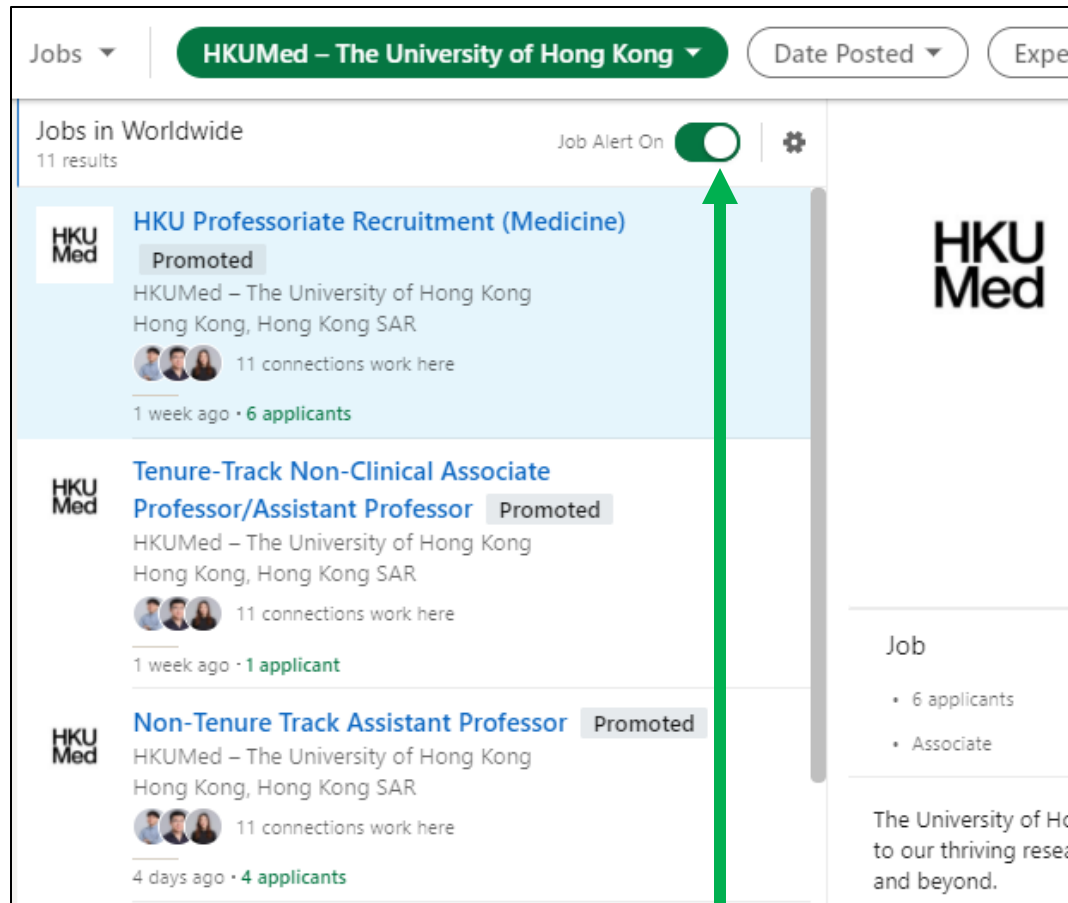 Jobs
HKUMed – The University of Hong Kong
Date Posted
Expe
Jobs in Worldwide
11 results
Job Alert On
HKU
Med
HKU Professoriate Recruitment (Medicine)
Promoted
HKUMed – The University of Hong Kong
Hong Kong, Hong Kong SAR
11 connections work here
1 week ago · 6 applicants
HKU
Med
Tenure-Track Non-Clinical Associate
Professor/Assistant Professor Promoted
HKUMed – The University of Hong Kong
Hong Kong, Hong Kong SAR
11 connections work here
1 week ago · 1 applicant
HKU
Med
Non-Tenure Track Assistant Professor Promoted
HKUMed – The University of Hong Kong
Hong Kong, Hong Kong SAR
11 connections work here
4 days ago · 4 applicants
HKU
Med
Job
• 6 applicants
• Associate
The University of Ho
to our thriving resea
and beyond.